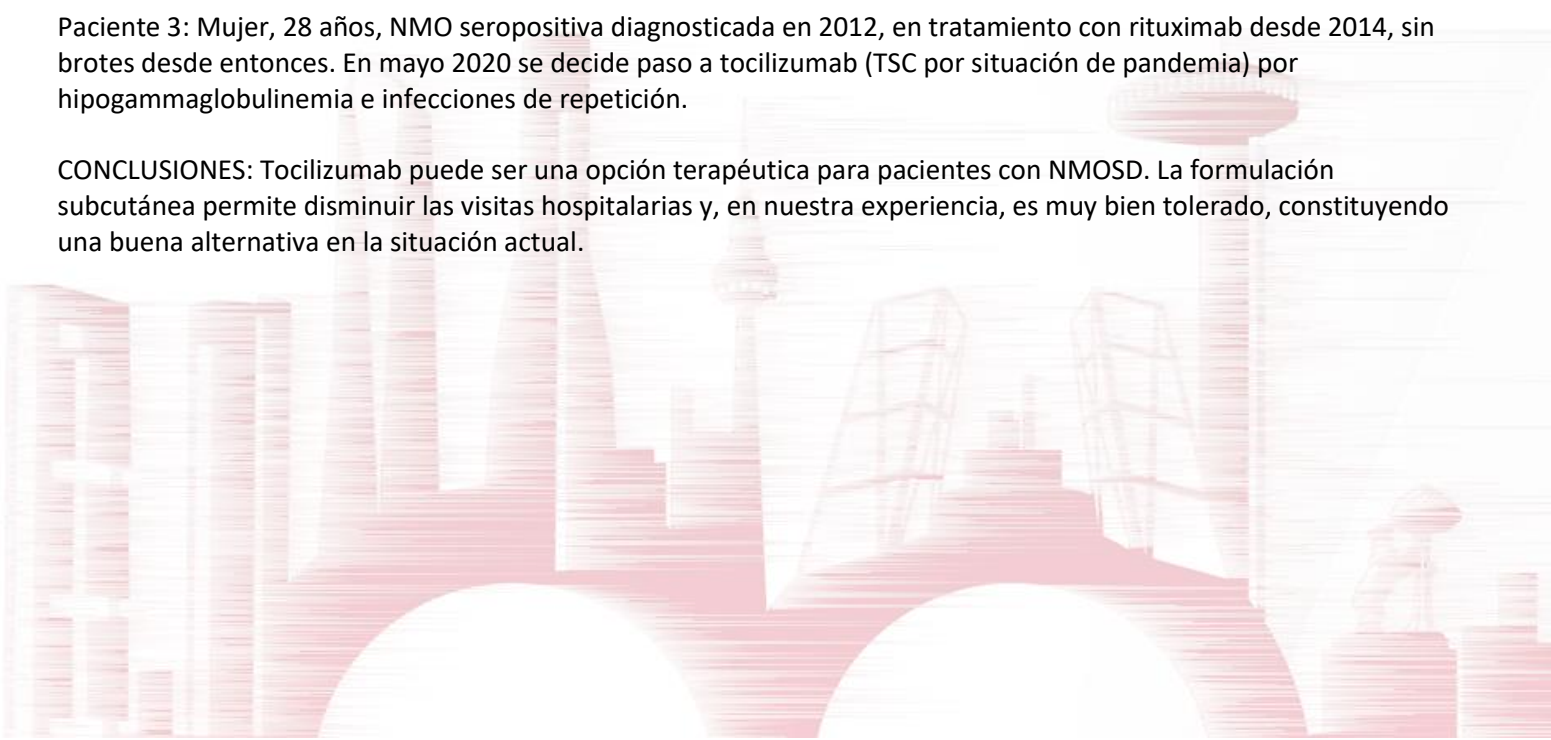 Paciente 3: Mujer, 28 años, NMO seropositiva diagnosticada en 2012, en tratamiento con rituximab desde 2014, sin
brotes desde entonces. En mayo 2020 se decide paso a tocilizumab (TSC por situación de pandemia) por
hipogammaglobulinemia e infecciones de repetición.
CONCLUSIONES: Tocilizumab puede ser una opción terapéutica para pacientes con NMOSD. La formulación
subcutánea permite disminuir las visitas hospitalarias y, en nuestra experiencia, es muy bien tolerado, constituyendo
una buena alternativa en la situación actual.